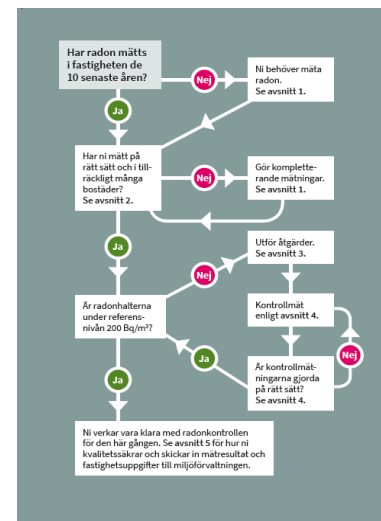 Har radon mätts
i fastigheten de
10 senaste åren?
Nej
Ni behöver mäta
radon.
Se avsnitt 1.
Ja
Har ni mätt på
rätt sätt och i till-
räckligt många
bostäder?
Se avsnitt 2.
Nej
Gör komplette-
rande mätningar.
Se avsnitt 1.
Ja
Utför åtgärder.
Se avsnitt 3.
Nej
Är radonhalterna
under referens-
nivån 200 Bq/m³?
Kontrollmät
enligt avsnitt 4.
Nej
Ja
Är kontrollmät-
ningarna gjorda
på rätt sätt?
Se avsnitt 4.
Ja
Ni verkar vara klara med radonkontrollen
för den här gången. Se avsnitt 5 för hur ni
kvalitetssäkrar och skickar in mätresultat och
fastighetsuppgifter till miljöförvaltningen.